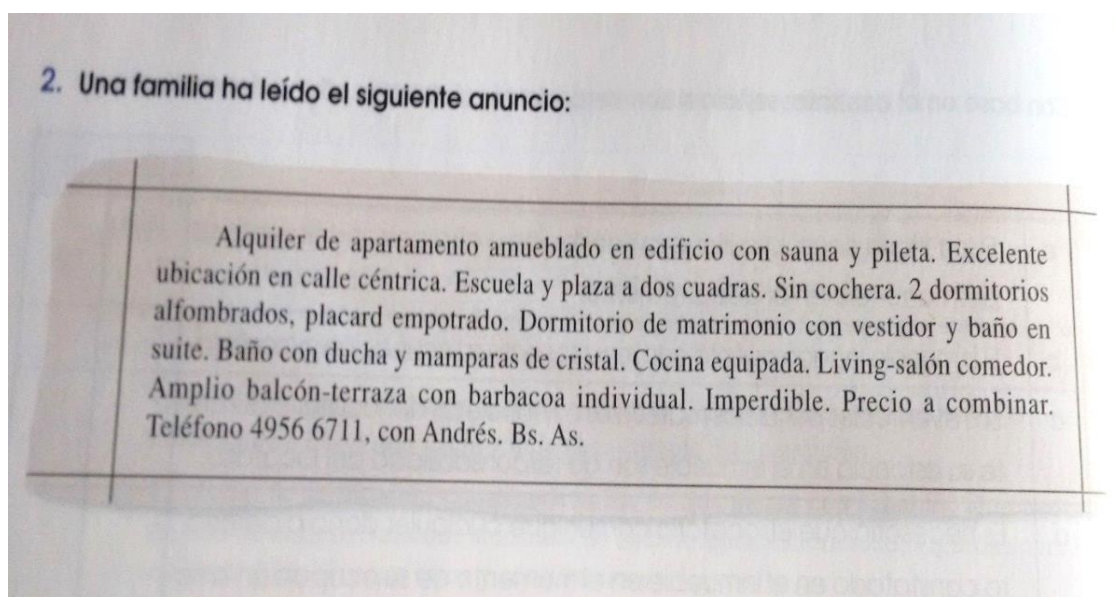 2. Una familia ha leído el siguiente anuncio:
Alquiler de apartamento amueblado en edificio con sauna y pileta. Excelente
ubicación en calle céntrica. Escuela y plaza a dos cuadras. Sin cochera. 2 dormitorios
alfombrados, placard empotrado. Dormitorio de matrimonio con vestidor y baño en
suite. Baño con ducha y mamparas de cristal. Cocina equipada. Living-salón comedor.
Amplio balcón-terraza con barbacoa individual. Imperdible. Precio a combinar.
Teléfono 4956 6711, con Andrés. Bs. As.